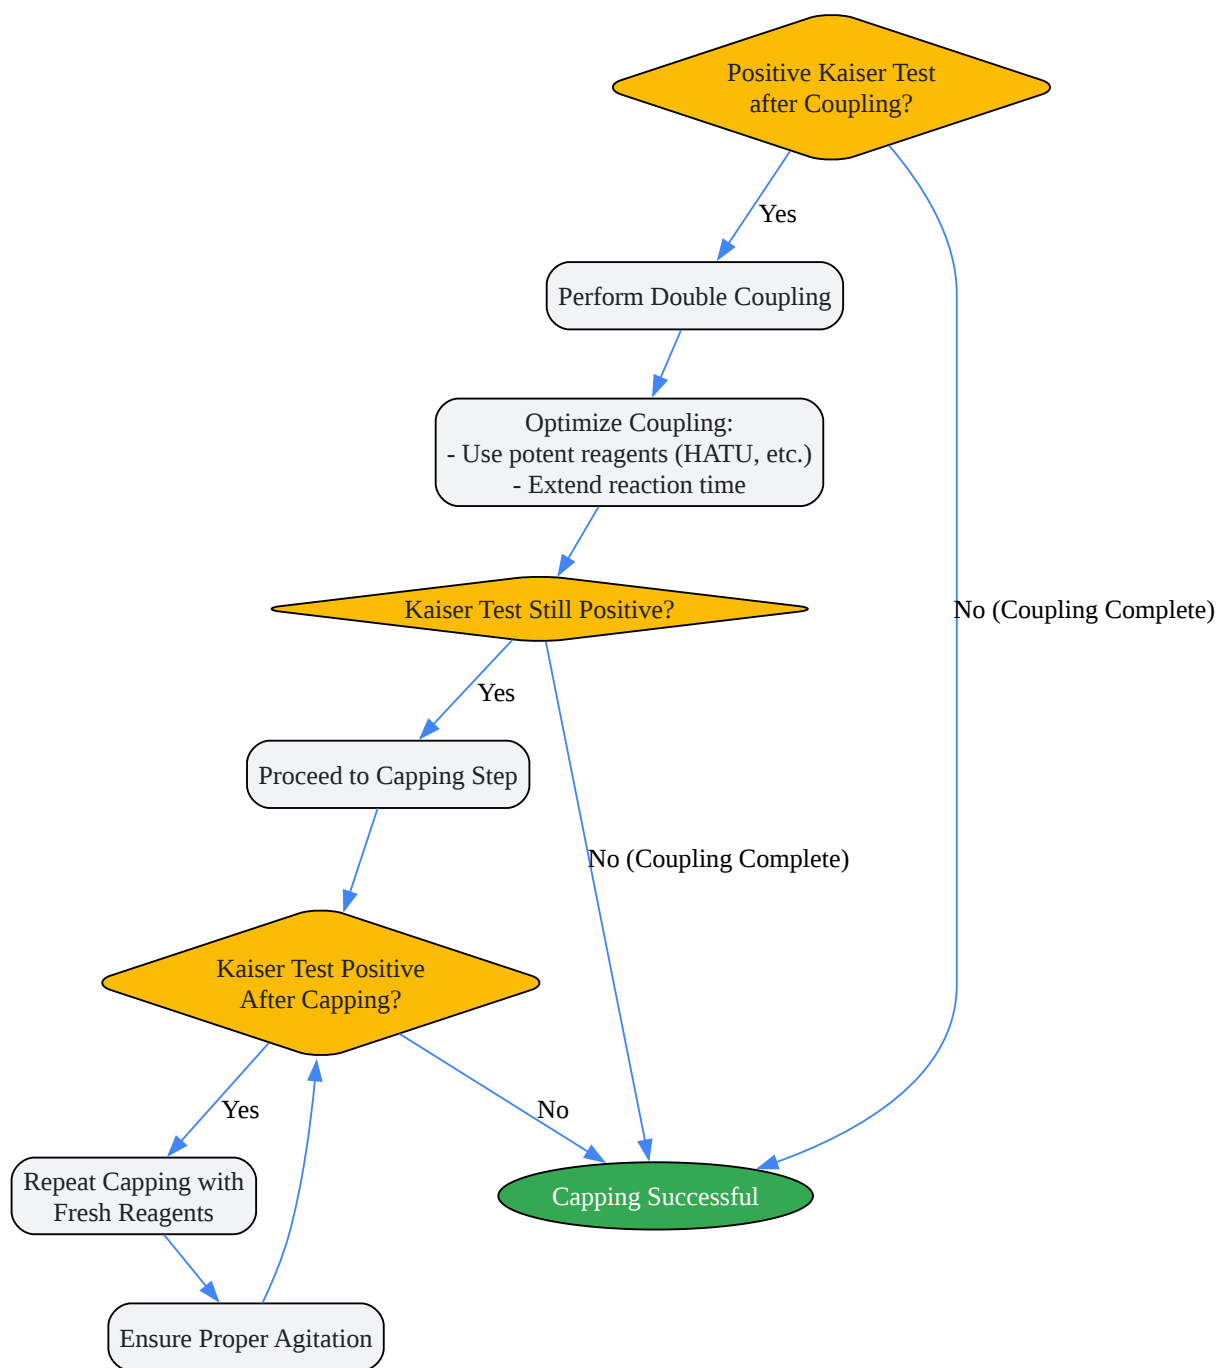 Positive Kaiser Test
after Coupling?
Yes
Perform Double Coupling
Optimize Coupling:
- Use potent reagents (HATU, etc.)
- Extend reaction time
Kaiser Test Still Positive?
No (Coupling Complete)
Yes
Proceed to Capping Step
No (Coupling Complete)
Kaiser Test Positive
After Capping?
Yes
No
Repeat Capping with
Fresh Reagents
Capping Successful
Ensure Proper Agitation